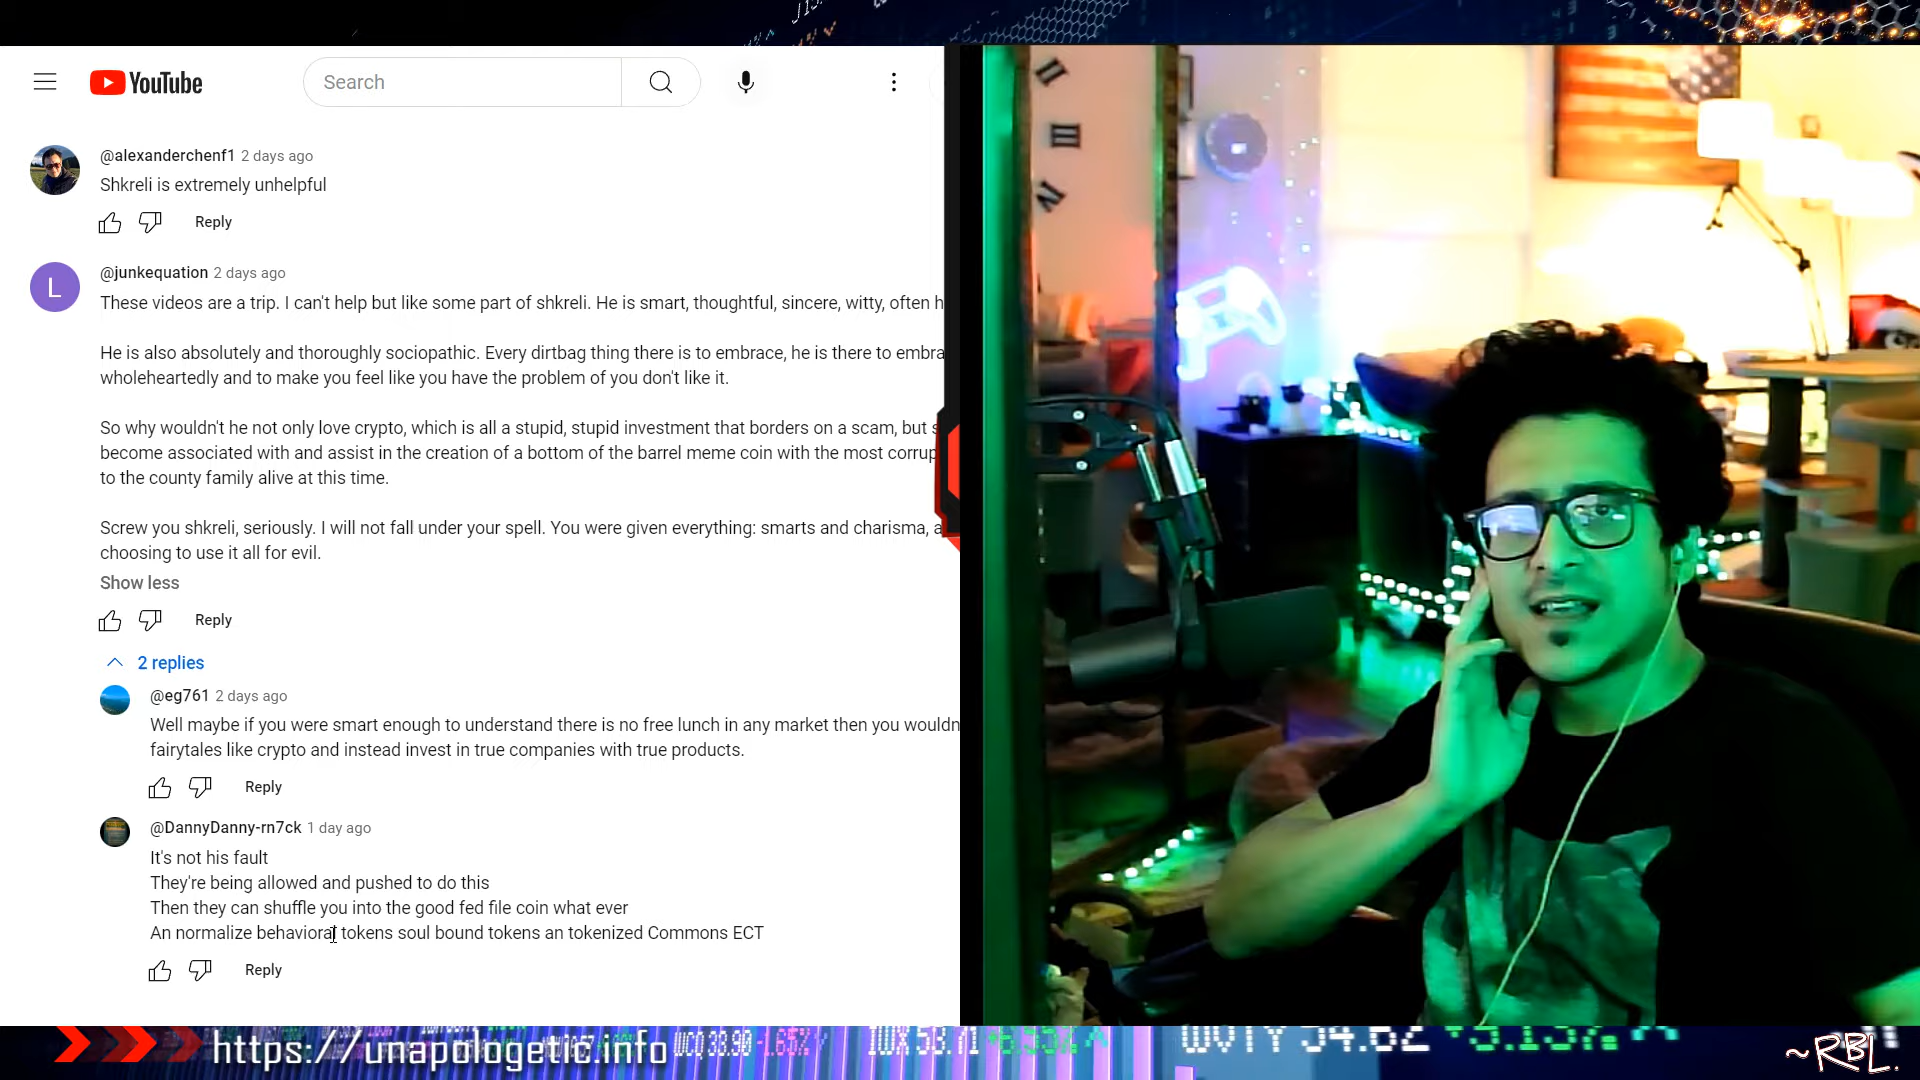 YouTube
Search
@alexanderchenf1 2 days ago
Shkreli is extremely unhelpful
Reply
L
@junkequation 2 days ago
These videos are a trip. I can't help but like some part of shkreli. He is smart, thoughtful, sincere, witty, often h
He is also absolutely and thoroughly sociopathic. Every dirtbag thing there is to embrace, he is there to embra
wholeheartedly and to make you feel like you have the problem of you don't like it.
So why wouldn't he not only love crypto, which is all a stupid, stupid investment that borders on a scam, but s
become associated with and assist in the creation of a bottom of the barrel meme coin with the most corrup
to the county family alive at this time.
Screw you shkreli, seriously. I will not fall under your spell. You were given everything: smarts and charisma, a
choosing to use it all for evil.
Show less
Reply
2 replies
@eg761 2 days ago
Well maybe if you were smart enough to understand there is no free lunch in any market then you wouldn
fairytales like crypto and instead invest in true companies with true products.
Reply
@DannyDanny-rn7ck 1 day ago
It's not his fault
They're being allowed and pushed to do this
Then they can shuffle you into the good fed file coin what ever
An normalize behavioral tokens soul bound tokens an tokenized Commons ECT
Reply
https://unapologetic.info
~RBL.